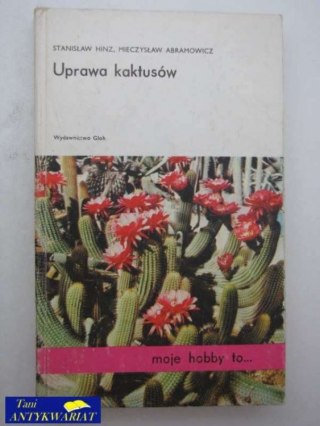 STANISŁAW HINZ, MIECZYSŁAW ABRAMOWICZ
Uprawa kaktusów
Wydawnictwo Glob
moje hobby to...
Tani
ANTYKWARIAT